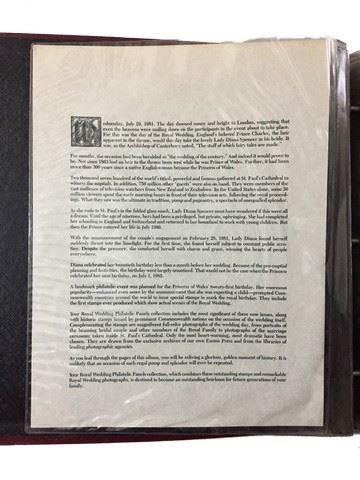 Wednesday, July 29, 1981. The day dawned sunny and bright in London, suggesting that
even the heavens were smiling down on the participants in the event about to take place.
For this was the day of the Royal Wedding. England's beloved Prince Charles, the heir
apparent to the throne, would this day take the lovely Lady Diana Spencer as his bride. It
was, as the Archbishop of Canterbury noted, "The stuff of which fairy tales are made."
For months, the occasion had been heralded as "the wedding of the century." And indeed it would prove to
be. Not since 1863 had an heir to the throne been wed while he was Prince of Wales. Further, it had been
more than 300 years since a native Englishwoman became the Princess of Wales.
Two thousand seven hundred of the world's titled, powerful and famous gathered at St. Paul's Cathedral to
witness the nuptials. In addition, 750 million other "guests" were also on hand. They were members of the
vast audience of television watchers from New Zealand to Zimbabwe. In the United States alone, some 50
million viewers spent the early morning hours in front of their television sets, following the royal proceed-
ings. What they saw was the ultimate in tradition, pomp and pageantry, a spectacle of unequalled splendor.
As she rode to St. Paul's in the fabled glass coach, Lady Diana Spencer must have wondered if this were all
a dream. Until the age of nineteen, hers had been a privileged, but private, upbringing. She had completed
her schooling in England and Switzerland and returned to her homeland to work with young children.
But then the Prince entered her life in July 1980.
With the announcement of the couple's engagement on February 24, 1981, Lady Diana found herself
suddenly thrust into the limelight. For the first time, she found herself subject to constant public scru-
tiny. Despite the pressure, she conducted herself with charm and grace, winning the hearts of people
everywhere.
Diana celebrated her twentieth birthday less than a month before her wedding. Because of the pre-nuptial
planning and festivities, the birthday went largely unnoticed. That would not be the case when the Princess
celebrated her next birthday, on July 1, 1982.
A landmark philatelic event was planned for the Princess of Wales' twenty-first birthday. Her enormous
popularity—enhanced even more by the announcement that she was expecting a child—prompted Com-
monwealth countries around the world to issue special stamps to mark the royal birthday. They include
the first stamps ever produced which show actual scenes of the Royal Wedding.
Your Royal Wedding Philatelic Panels collection includes the most significant of these new issues, along
with historic stamps issued by prominent Commonwealth nations on the occasion of the wedding itself.
Complementing the stamps are magnificent full-color photographs of the wedding day, from portraits of
the beaming bridal couple and other members of the Royal Family to photographs of the marriage
ceremony taken inside St. Paul's Cathedral. Only the most heart-warming, most dramatic have been
chosen. They are drawn from the exclusive archives of our own Easton Press and from the libraries of
leading photographic agencies.
As you leaf through the pages of this album, you will be reliving a glorious, golden moment of history. It is
unlikely that an occasion of such regal pomp and splendor will ever be repeated.
Your Royal Wedding Philatelic Panels collection, which combines these outstanding stamps and remarkable
Royal Wedding photographs, is destined to become an outstanding heirloom for future generations of your
family.